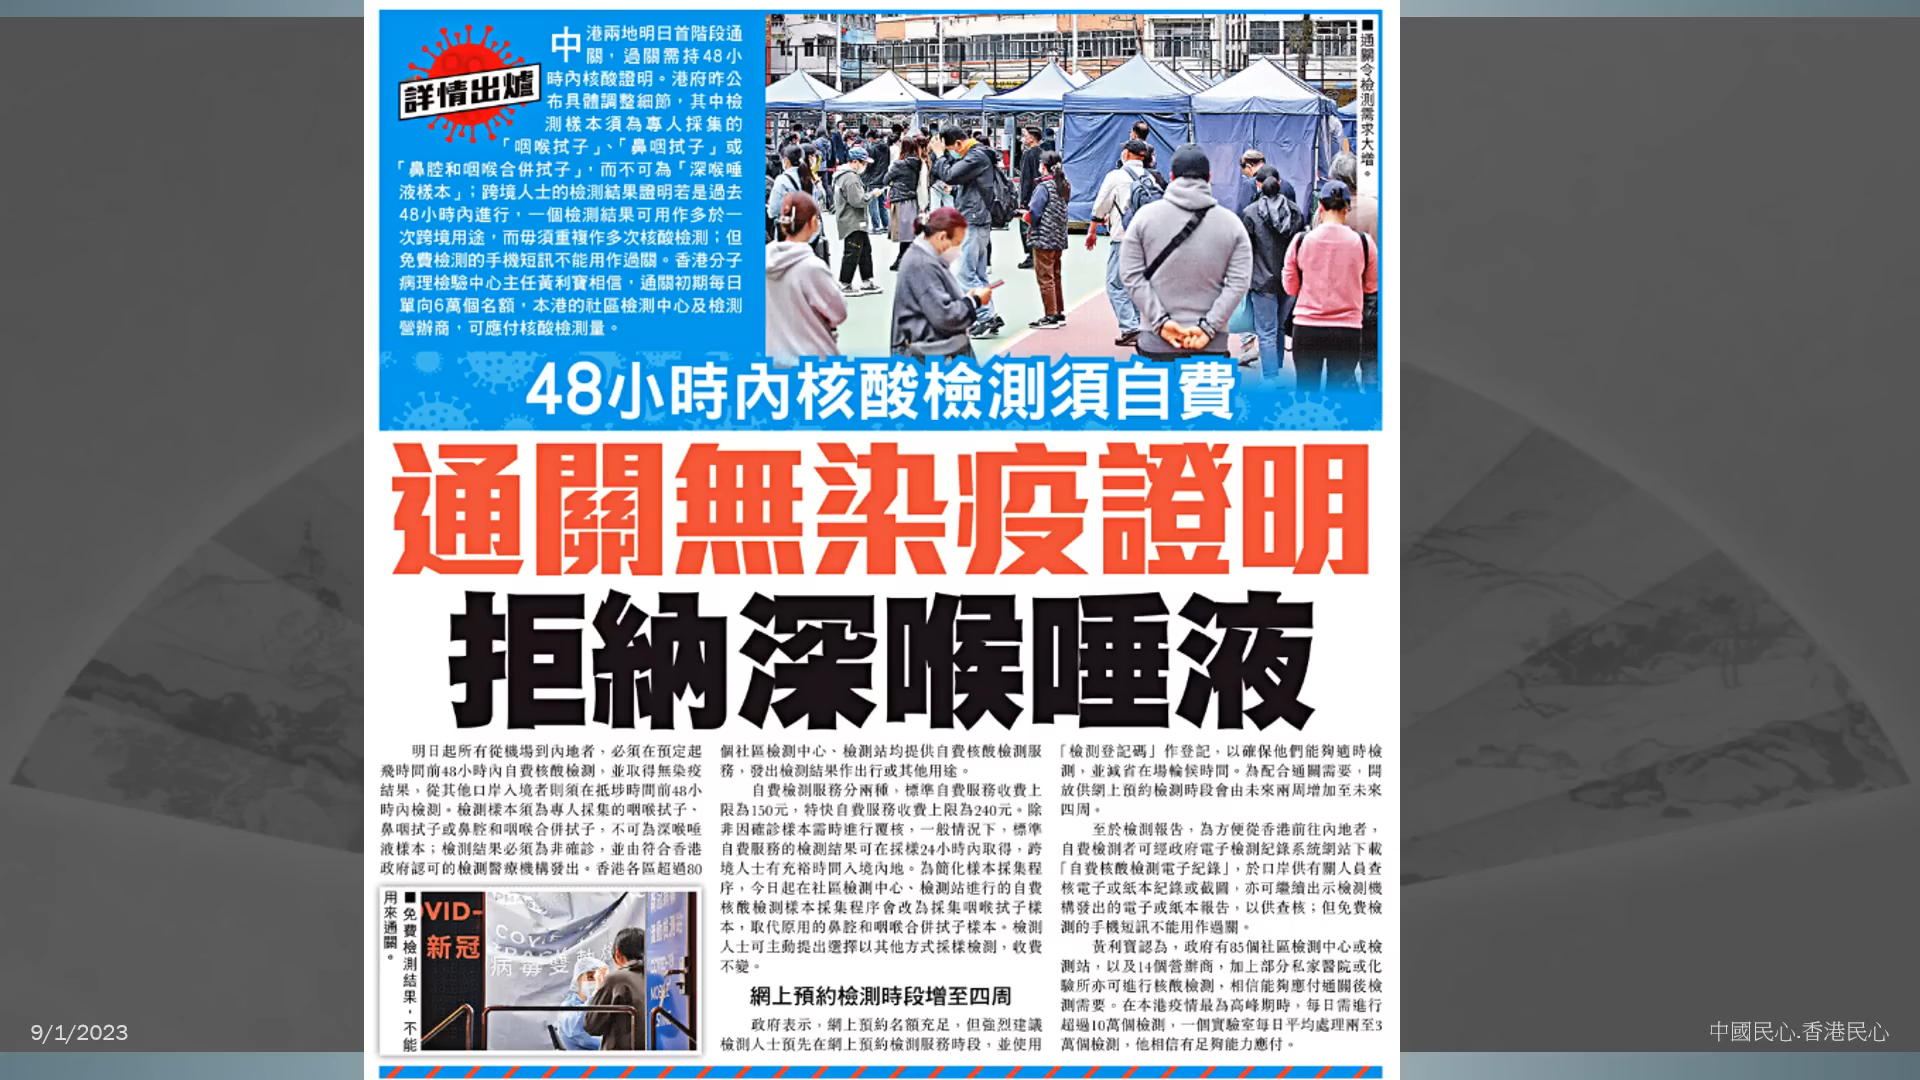 詳情出爐
中港兩地明日首階段通
關，過關需持48小
時內核酸證明。港府昨公
布具體調整細節，其中檢
測樣本須為專人採集的
「咽喉拭子」、「鼻咽拭子」或
「鼻腔和咽喉合併拭子」，而不可為「深喉唾
液樣本」；跨境人士的檢測結果證明若是過去
48小時內進行，一個檢測結果可用作多於一
次跨境用途，而毋須重複作多次核酸檢測；但
免費檢測的手機短訊不能用作過關。香港分子
病理檢驗中心主任黃利寶相信，通關初期每日
單向6萬個名額，本港的社區檢測中心及檢測
營辦商，可應付核酸檢測量。
■通關令檢測需求大增。
48小時內核酸檢測須自費
通關無染疫證明
拒納深喉唾液
明日起所有從機場到內地者，必須在預定起
飛時間前48小時內自費核酸檢測，並取得無染疫
結果，從其他口岸入境者則須在抵埗時間前48小
時內檢測。檢測樣本須為專人採集的咽喉拭子、
鼻咽拭子或鼻腔和咽喉合併拭子，不可為深喉唾
液樣本；檢測結果必須為非確診，並由符合香港
政府認可的檢測醫療機構發出。香港各區超過80
個社區檢測中心、檢測站均提供自費核酸檢測服
務，發出檢測結果作出行或其他用途。
自費檢測服務分兩種，標準自費服務收費上
限為150元，特快自費服務收費上限為240元。除
非因確診樣本需時進行覆核，一般情況下，標準
自費服務的檢測結果可在採樣24小時內取得，跨
境人士有充裕時間入境內地。為簡化樣本採集程
序，今日起在社區檢測中心、檢測站進行的自費
核酸檢測樣本採集程序會改為採集咽喉拭子樣
本，取代原用的鼻腔和咽喉合併拭子樣本。檢測
人士可主動提出選擇以其他方式採樣檢測，收費
不變。
網上預約檢測時段增至四周
政府表示，網上預約名額充足，但強烈建議
檢測人士預先在網上預約檢測服務時段，並使用
「檢測登記碼」作登記，以確保他們能夠適時檢
測，並減省在場輪候時間。為配合通關需要，開
放供網上預約檢測時段會由未來兩周增加至未來
四周。
至於檢測報告，為方便從香港前往內地者，
自費檢測者可經政府電子檢測紀錄系統網站下載
「自費核酸檢測電子紀錄」，於口岸供有關人員查
核電子或紙本紀錄或截圖，亦可繼續出示檢測機
構發出的電子或紙本報告，以供查核；但免費檢
測的手機短訊不能用作過關。
黃利寶認為，政府有85個社區檢測中心或檢
測站，以及14個營辦商，加上部分私家醫院或化
驗所亦可進行核酸檢測，相信能夠應付通關後檢
測需要。在本港疫情最為高峰期時，每日需進行
超過10萬個檢測，一個實驗室每日平均處理兩至3
萬個檢測，他相信有足夠能力應付。
■免費檢測結果，不能
用來通關。
OVID-
新冠
COVI
病毒雙
9/1/2023
中國民心.香港民心